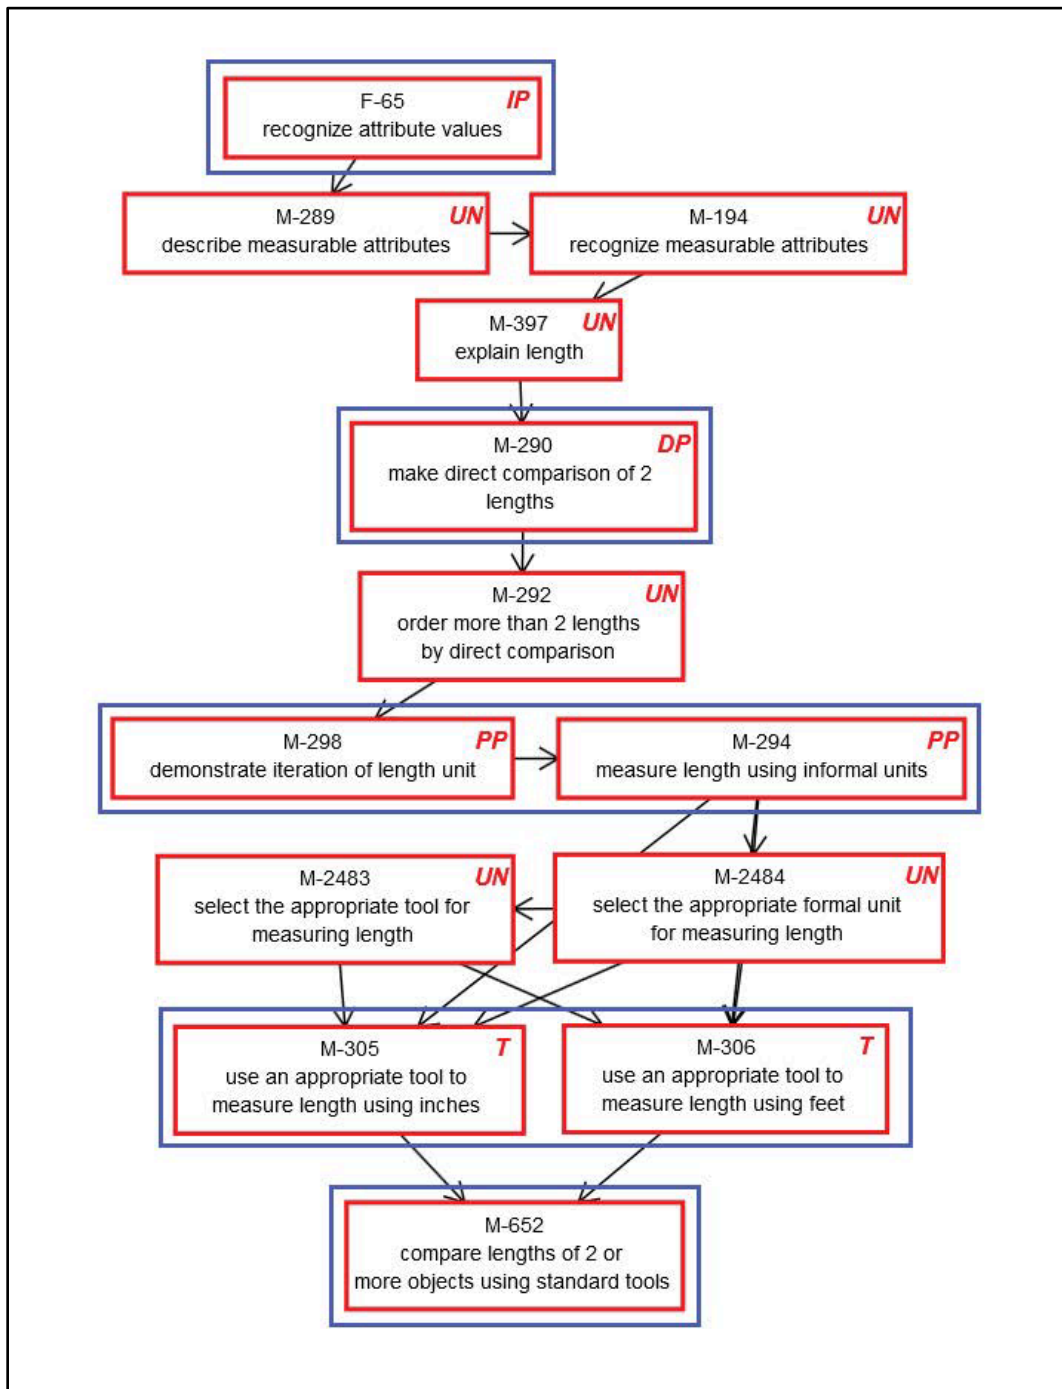 F-65 IP
recognize attribute values
M-289 UN
describe measurable attributes
M-194 UN
recognize measurable attributes
M-397 UN
explain length
M-290 DP
make direct comparison of 2
lengths
M-292 UN
order more than 2 lengths
by direct comparison
M-298 PP
demonstrate iteration of length unit
M-294 PP
measure length using informal units
M-2483 UN
select the appropriate tool for
measuring length
M-2484 UN
select the appropriate formal unit
for measuring length
M-305 T
use an appropriate tool to
measure length using inches
M-306 T
use an appropriate tool to
measure length using feet
M-652
compare lengths of 2 or
more objects using standard tools